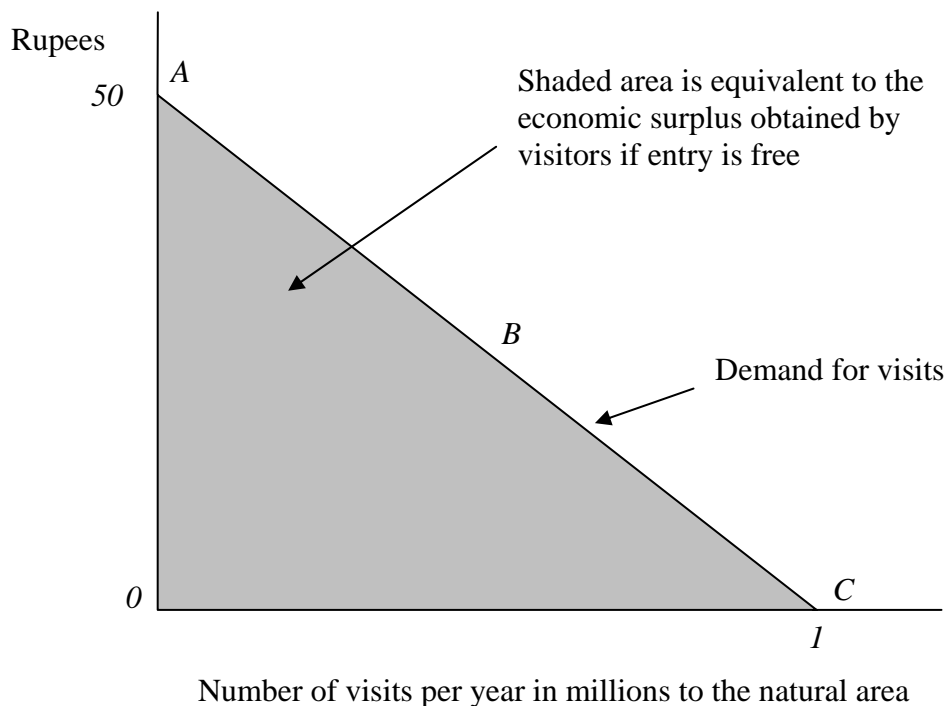 Rupees
A
50
Shaded area is equivalent to the
economic surplus obtained by
visitors if entry is free
B
Demand for visits
0
C
1
Number of visits per year in millions to the natural area